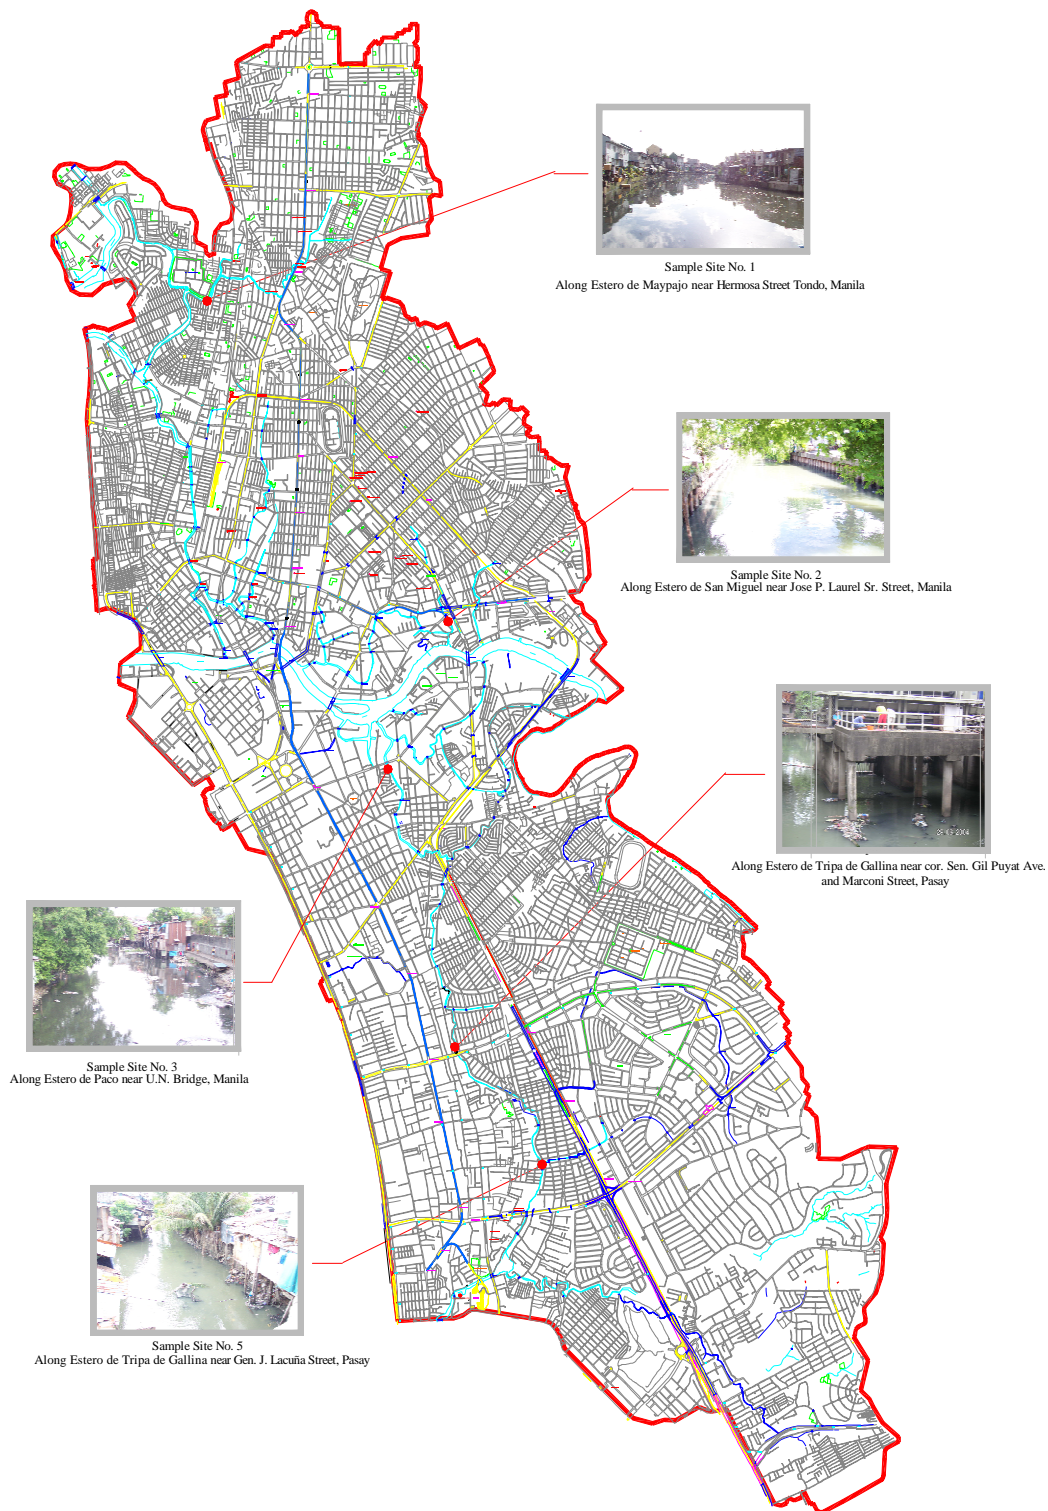 Sample Site No. 1
Along Estero de Maypajo near Hermosa Street Tondo, Manila
Sample Site No. 2
Along Estero de San Miguel near Jose P. Laurel Sr. Street, Manila
Along Estero de Tripa de Gallina near cor. Sen. Gil Puyat Ave.
and Marconi Street, Pasay
Sample Site No. 3
Along Estero de Paco near U.N. Bridge, Manila
Sample Site No. 5
Along Estero de Tripa de Gallina near Gen. J. Lacuña Street, Pasay